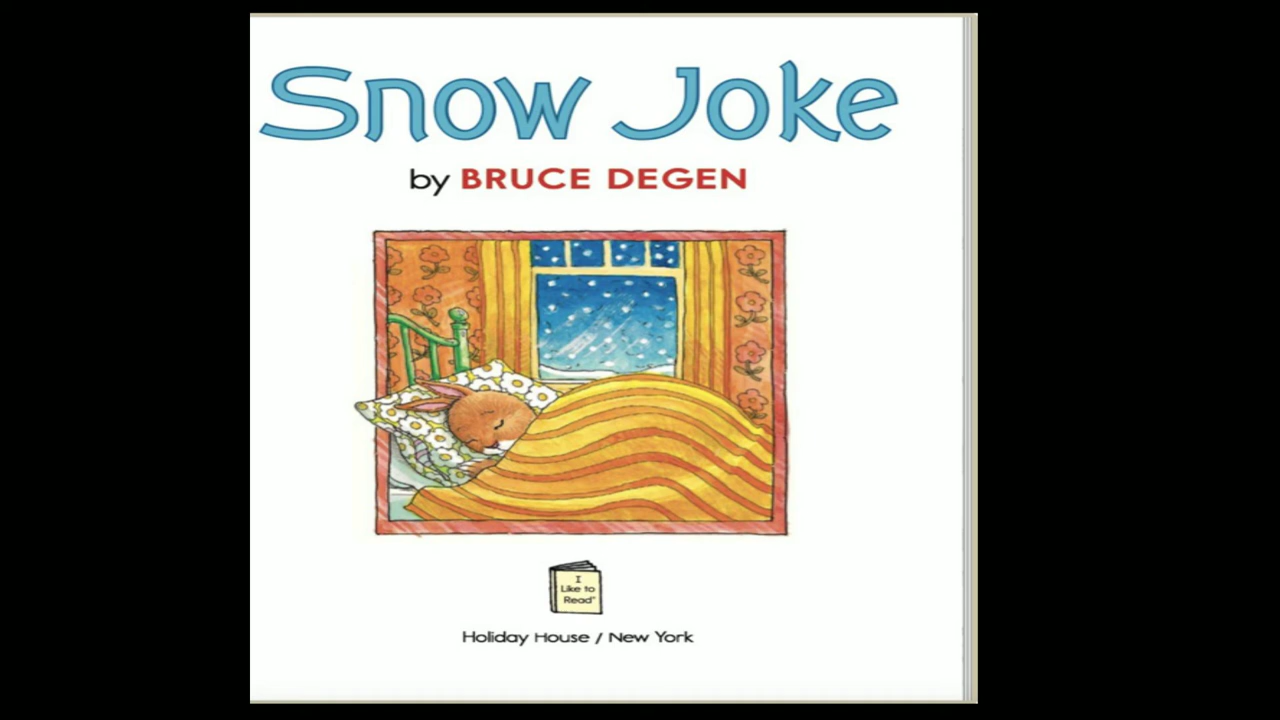 Snow Joke
by BRUCE DEGEN
I
Like to
Read®
Holiday House / New York